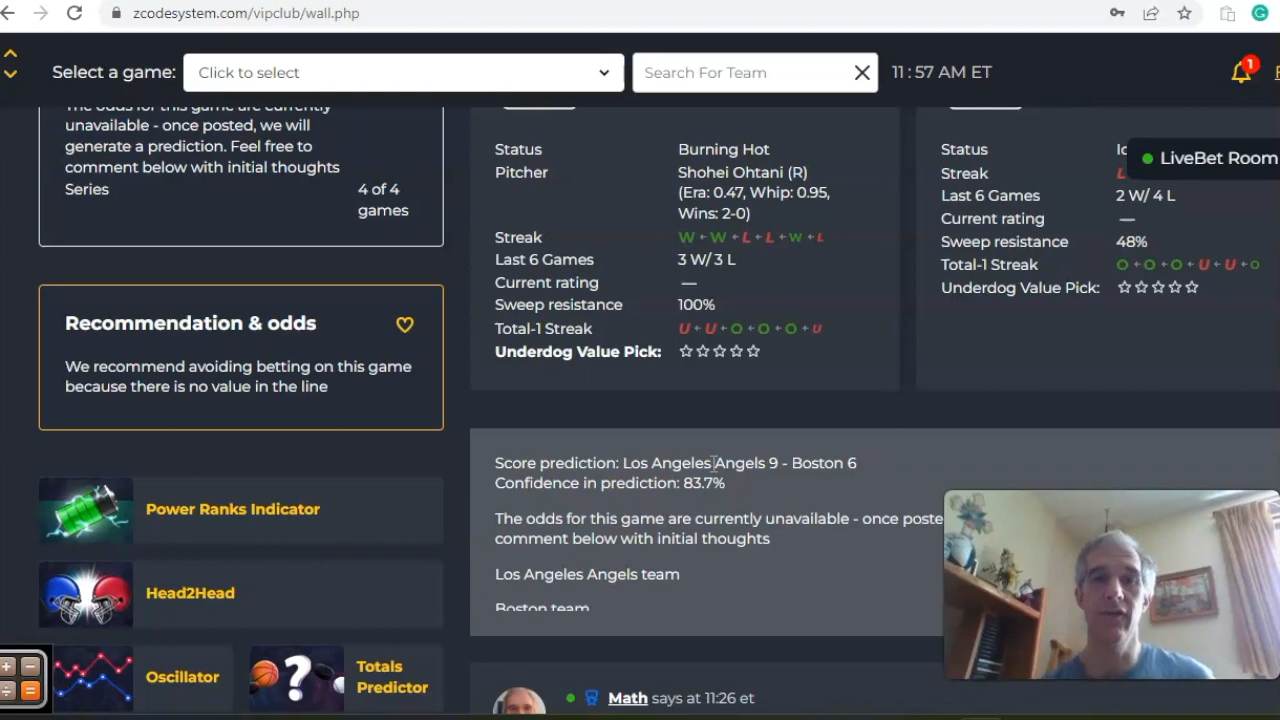 zcodesystem.com/vipclub/wall.php
Select a game:
Click to select
Search For Team
11 : 57 AM ET
1
The odds for this game are currently
unavailable - once posted, we will
generate a prediction. Feel free to
comment below with initial thoughts
Series
4 of 4
games
Recommendation & odds
We recommend avoiding betting on this game
because there is no value in the line
Power Ranks Indicator
Head2Head
Oscillator
Totals
Predictor
Status Burning Hot
Pitcher Shohei Ohtani (R)
(Era: 0.47, Whip: 0.95,
Wins: 2-0)
Streak W W L L W L
Last 6 Games 3 W/ 3 L
Current rating —
Sweep resistance 100%
Total-1 Streak U U O O O U
Underdog Value Pick:
Status
LiveBet Room
Streak L
Last 6 Games 2 W/ 4 L
Current rating —
Sweep resistance 48%
Total-1 Streak O O O U U O
Underdog Value Pick:
Score prediction: Los Angeles Angels 9 - Boston 6
Confidence in prediction: 83.7%
The odds for this game are currently unavailable - once poste
comment below with initial thoughts
Los Angeles Angels team
Boston team
Math says at 11:26 et